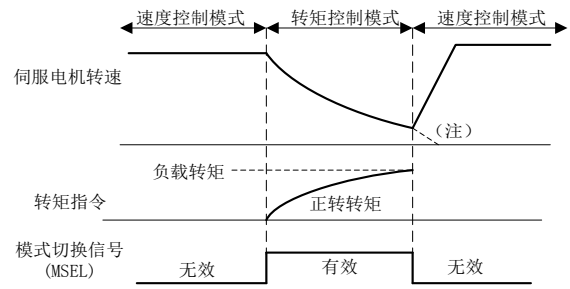 速度控制模式 转矩控制模式 速度控制模式
伺服电机转速
（注）
负载转矩
转矩指令
正转转矩
模式切换信号
(MSEL)
无效 有效 无效